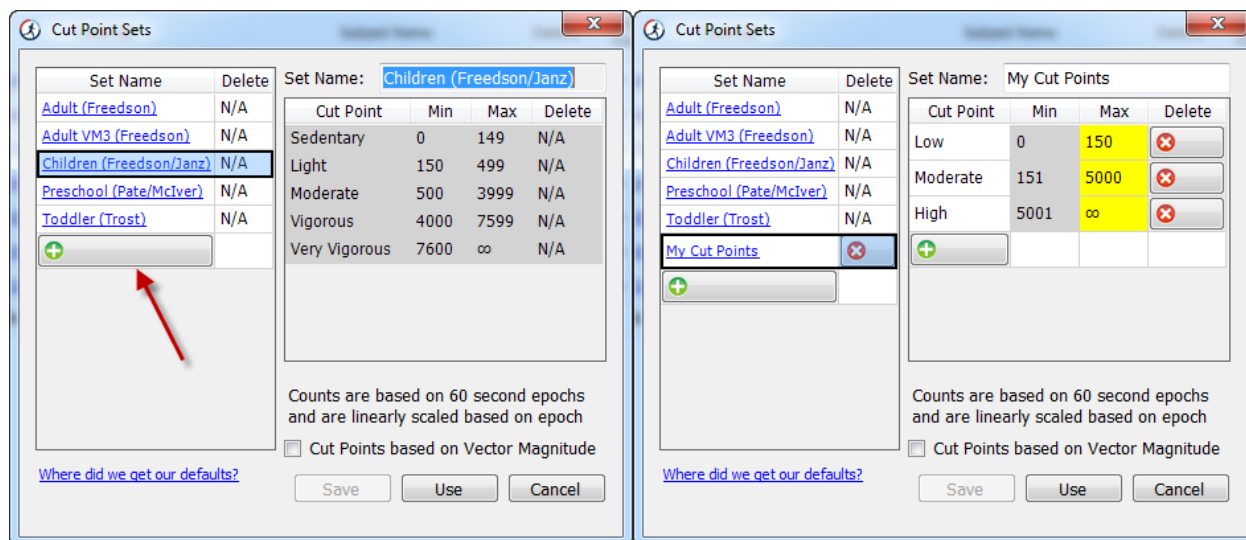 Cut Point Sets
Set Name Delete
Adult (Freedson) N/A
Adult VM3 (Freedson) N/A
Children (Freedson/Janz) N/A
Preschool (Pate/McIver) N/A
Toddler (Trost) N/A
Where did we get our defaults?
Set Name: Children (Freedson/Janz)
Cut Point Min Max Delete
Sedentary 0 149 N/A
Light 150 499 N/A
Moderate 500 3999 N/A
Vigorous 4000 7599 N/A
Very Vigorous 7600 ∞ N/A
Counts are based on 60 second epochs
and are linearly scaled based on epoch
Cut Points based on Vector Magnitude
Save Use Cancel
Cut Point Sets
Set Name Delete
Adult (Freedson) N/A
Adult VM3 (Freedson) N/A
Children (Freedson/Janz) N/A
Preschool (Pate/McIver) N/A
Toddler (Trost) N/A
My Cut Points
Where did we get our defaults?
Set Name: My Cut Points
Cut Point Min Max Delete
Low 0 150
Moderate 151 5000
High 5001 ∞
Counts are based on 60 second epochs
and are linearly scaled based on epoch
Cut Points based on Vector Magnitude
Save Use Cancel